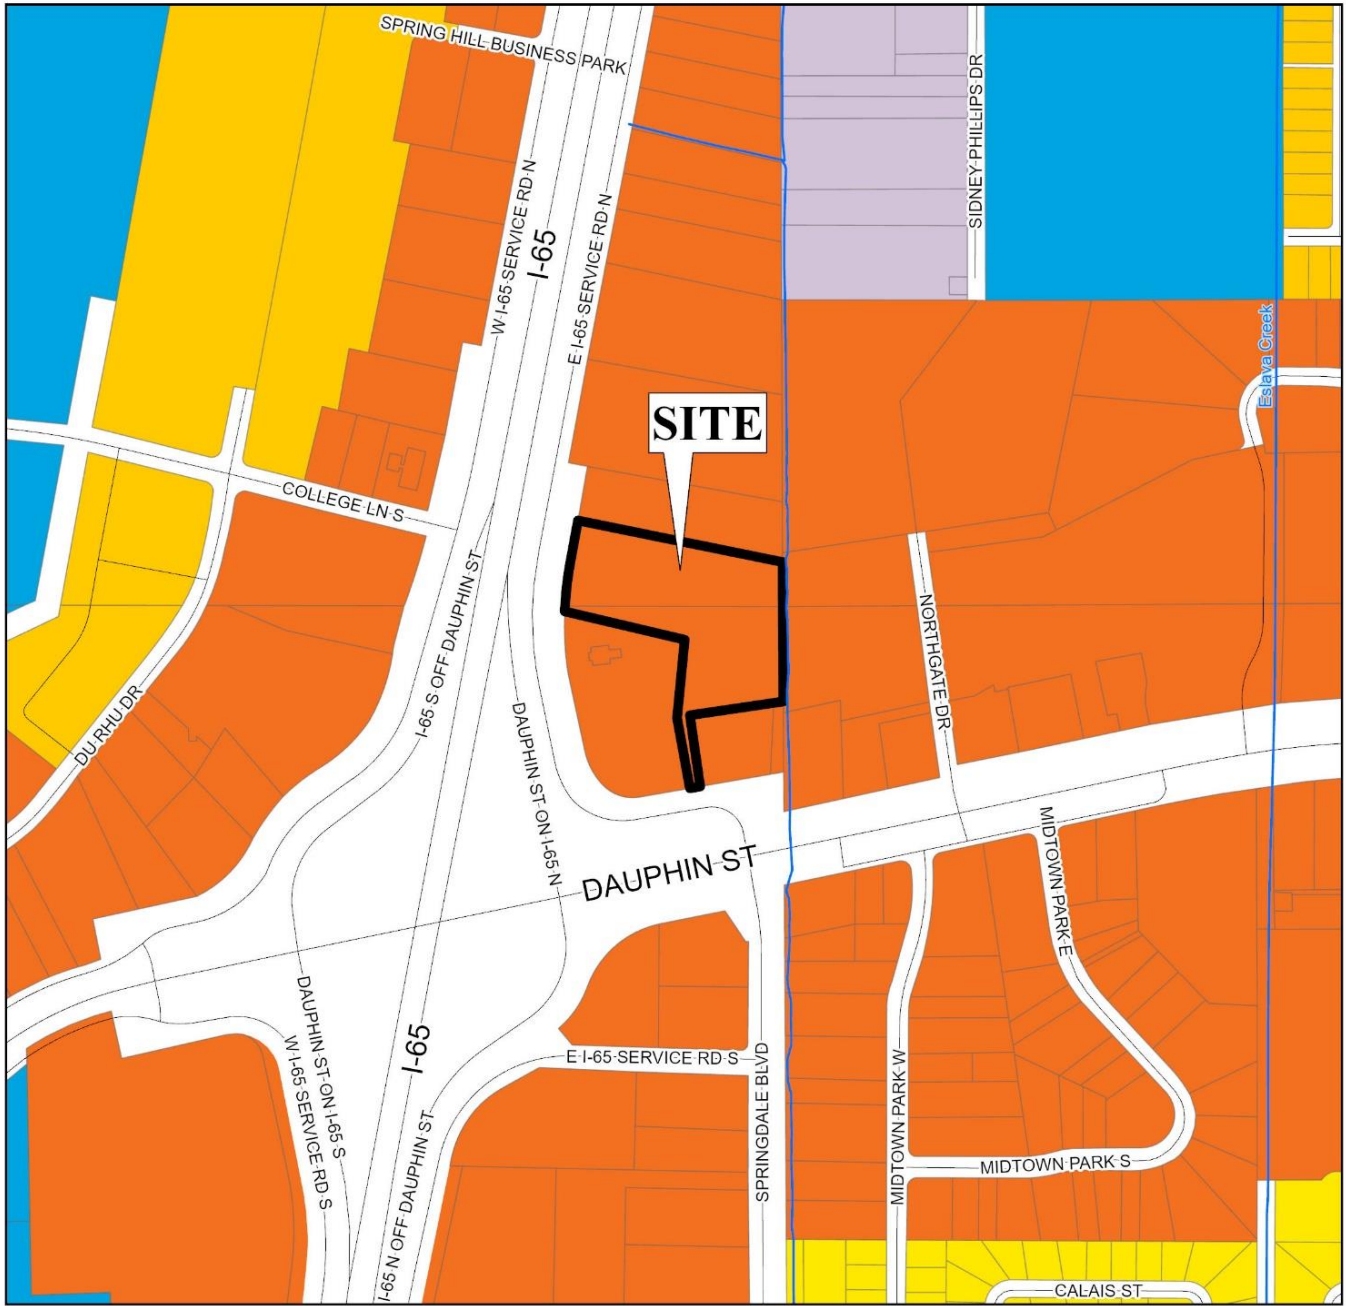 SPRING HILL BUSINESS PARK
SIDNEY PHILLIPS DR
W I-65 SERVICE RD N
I-65
E I-65 SERVICE RD N
Eslava Creek
SITE
COLLEGE LN S
I-65 S OFF DAUPHIN ST
NORTHGATE DR
DU RHU DR
DAUPHIN ST ON I-65 N
MIDTOWN PARK E
DAUPHIN ST
DAUPHIN ST ON I-65 S
W I-65 SERVICE RD S
I-65
E I-65 SERVICE RD S
SPRINGDALE BLVD
MIDTOWN PARK W
MIDTOWN PARK S
I-65 N OFF DAUPHIN ST
CALAIS ST